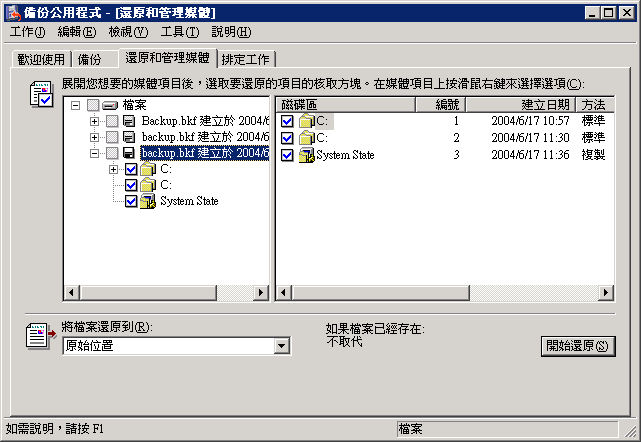 備份公用程式 - [還原和管理媒體]
工作(J) 編輯(E) 檢視(V) 工具(T) 說明(H)
歡迎使用 備份 還原和管理媒體 排定工作
展開您想要的媒體項目後，選取要還原的項目的核取方塊。在媒體項目上按滑鼠右鍵來選擇選項(C):
檔案
Backup.bkf 建立於 2004/6
backup.bkf 建立於 2004/6
backup.bkf 建立於 2004/6
C:
C:
System State
磁碟區 編號 建立日期 方法
C: 1 2004/6/17 10:57 標準
C: 2 2004/6/17 11:30 標準
System State 3 2004/6/17 11:36 複製
將檔案還原到(R):
原始位置
如果檔案已經存在:
不取代
開始還原(S)
如需說明，請按 F1
檔案